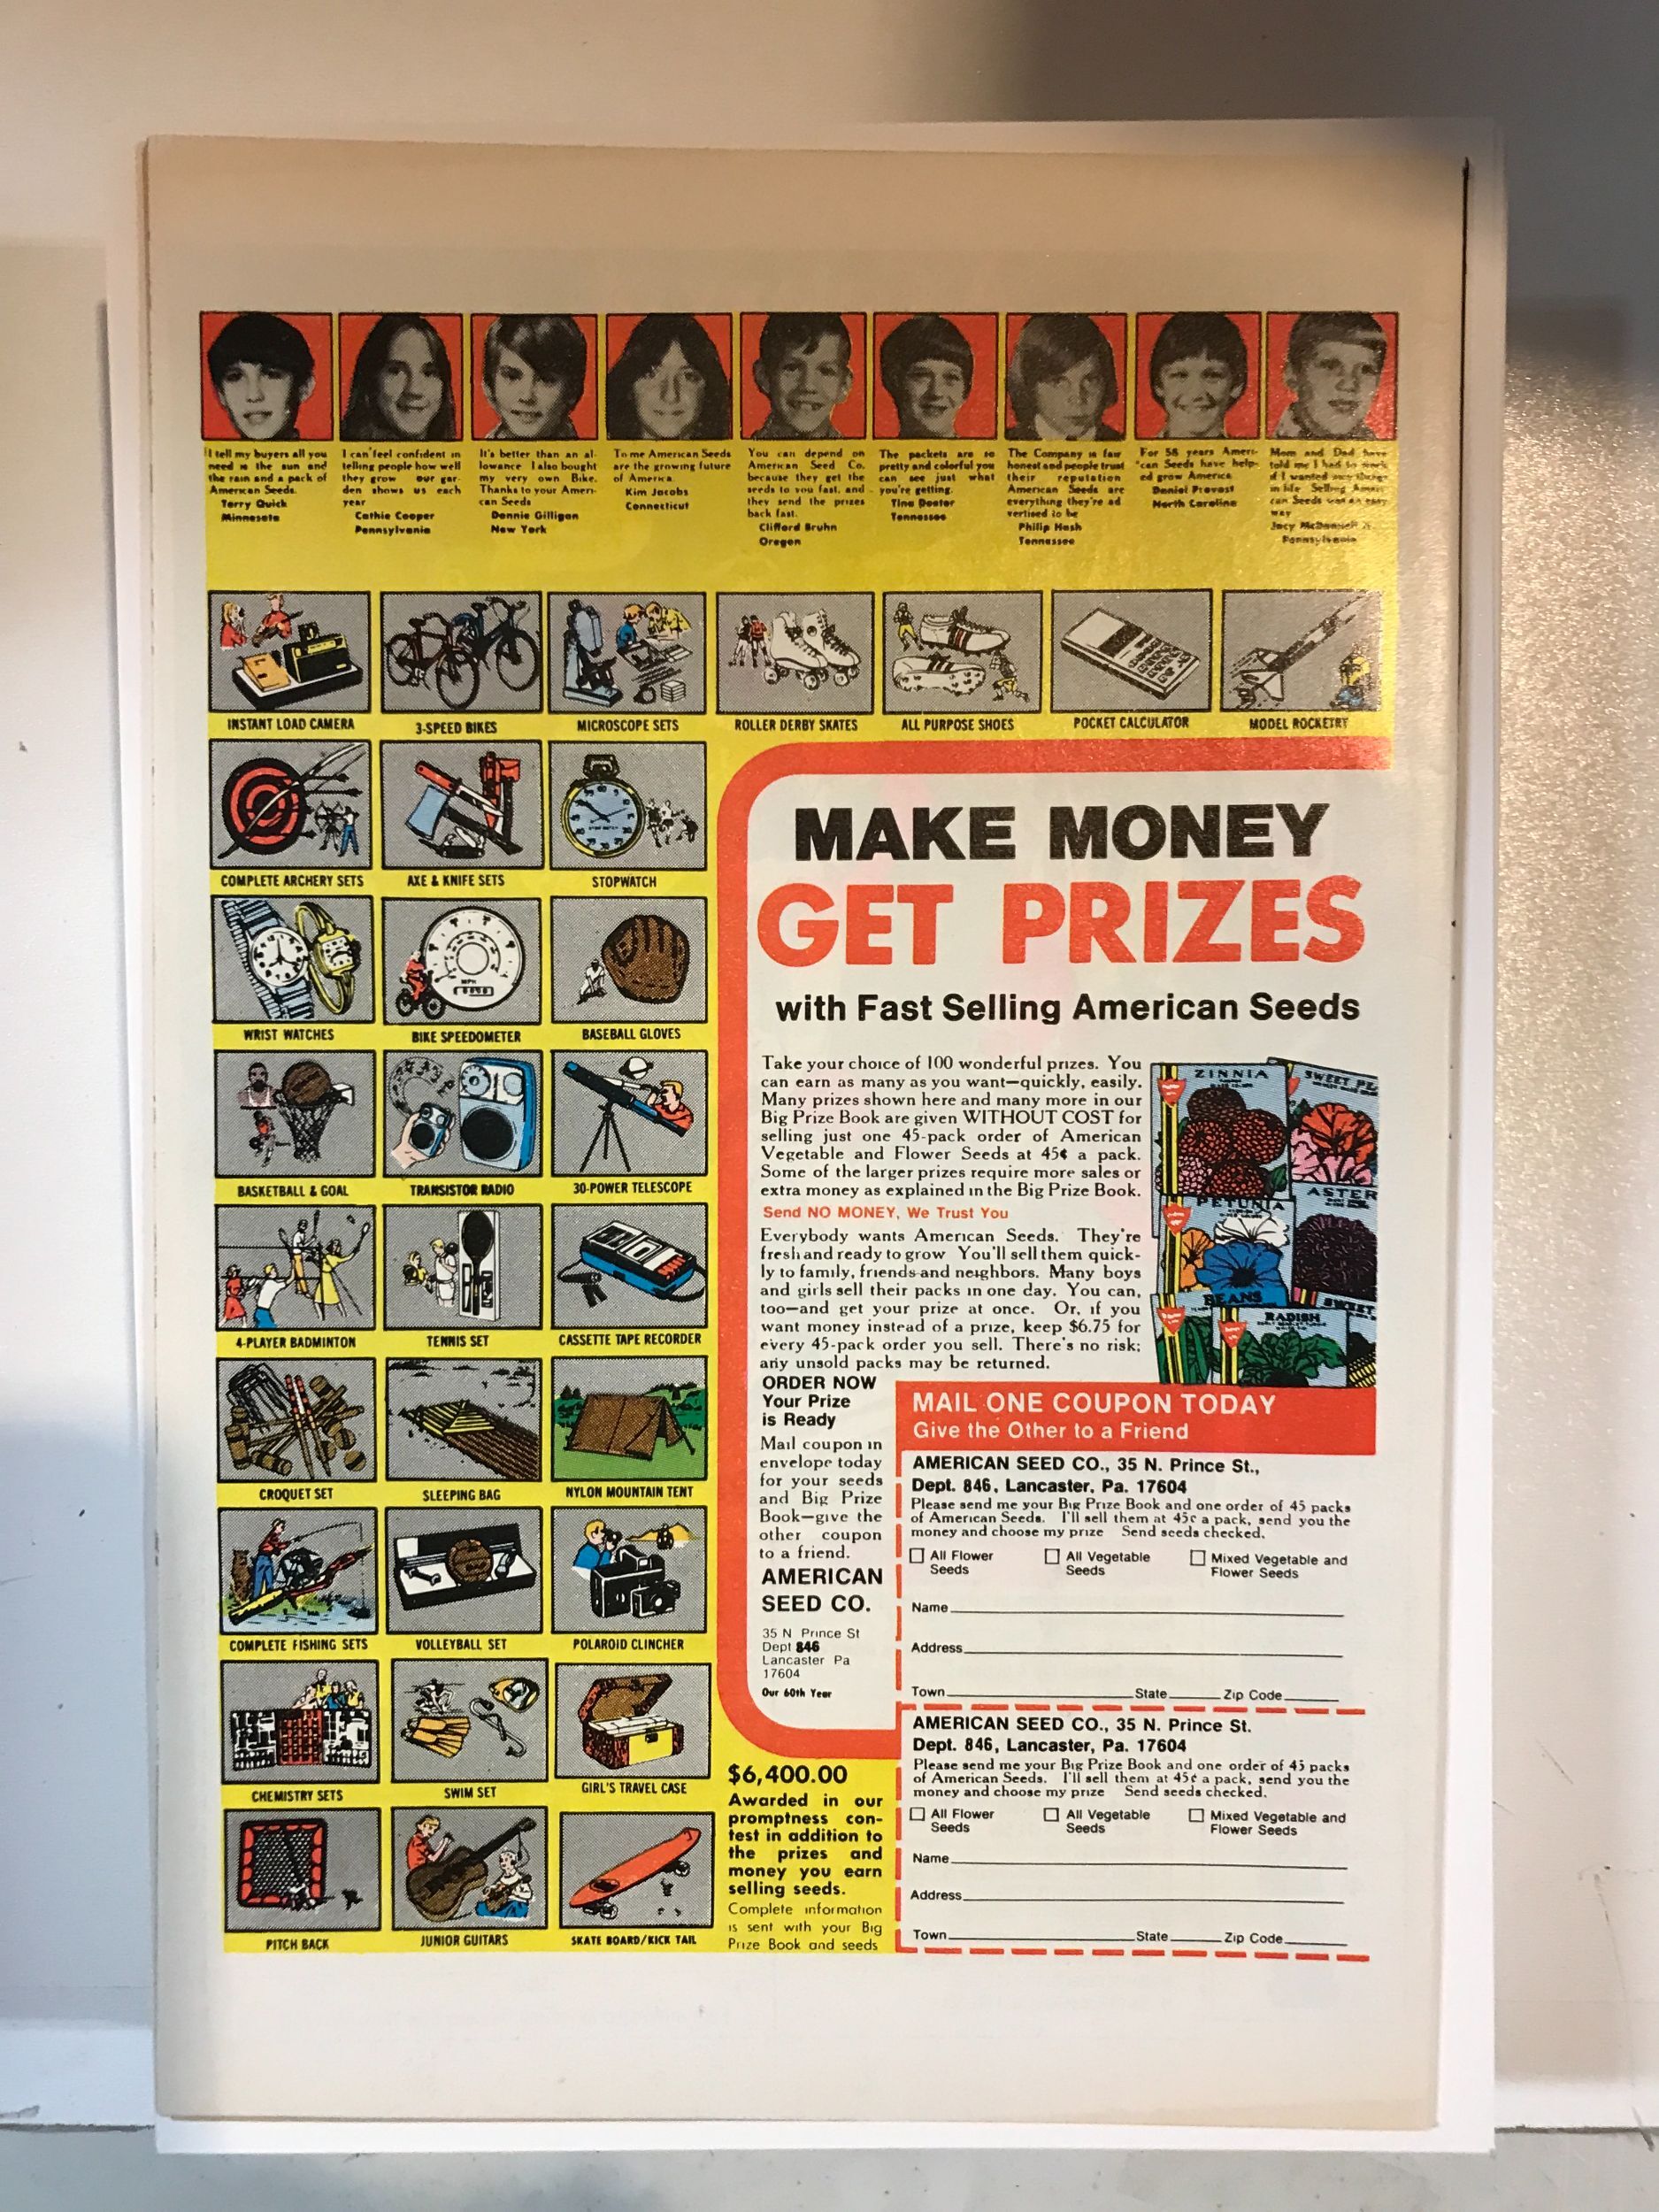 I tell my buyers all you
need is the sun and
the rain and a pack of
American Seeds.
Terry Quick
Minnesota
I can feel confident in
telling people how well
they grow our gar-
den shows us each
year
Cathie Cooper
Pennsylvania
It's better than an al-
lowance I also bought
my very own Bike.
Thanks to your Ameri-
can Seeds
Donnie Gilligan
New York
To me American Seeds
are the growing future
of America.
Kim Jacobs
Connecticut
You can depend on
American Seed Co.
because they get the
seeds to you fast, and
they send the prizes
back fast.
Clifford Bruhn
Oregon
The packets are so
pretty and colorful you
can see just what
you're getting.
Tina Doster
Tennessee
The Company is fair
honest and people trust
their reputation
American Seeds are
everything they're ad
vertised to be
Philip Hash
Tennessee
For 58 years Ameri-
can Seeds have help-
ed grow America
Daniel Provost
North Carolina
Mom and Dad have
told me I had to work
if I wanted
in life. Selling Ameri-
can Seeds was an easy
way
Pennsylvania
INSTANT LOAD CAMERA
3-SPEED BIKES
MICROSCOPE SETS
ROLLER DERBY SKATES
ALL PURPOSE SHOES
POCKET CALCULATOR
MODEL ROCKETRY
COMPLETE ARCHERY SETS
AXE & KNIFE SETS
STOPWATCH
WRIST WATCHES
MPH
BIKE SPEEDOMETER
BASEBALL GLOVES
BASKETBALL & GOAL
TRANSISTOR RADIO
30-POWER TELESCOPE
4-PLAYER BADMINTON
TENNIS SET
CASSETTE TAPE RECORDER
CROQUET SET
SLEEPING BAG
NYLON MOUNTAIN TENT
COMPLETE FISHING SETS
VOLLEYBALL SET
POLAROID CLINCHER
CHEMISTRY SETS
SWIM SET
GIRL'S TRAVEL CASE
PITCH BACK
JUNIOR GUITARS
SKATE BOARD/KICK TAIL
MAKE MONEY
GET PRIZES
with Fast Selling American Seeds
Take your choice of 100 wonderful prizes. You
can earn as many as you want—quickly, easily.
Many prizes shown here and many more in our
Big Prize Book are given WITHOUT COST for
selling just one 45-pack order of American
Vegetable and Flower Seeds at 45¢ a pack.
Some of the larger prizes require more sales or
extra money as explained in the Big Prize Book.
Send NO MONEY, We Trust You
Everybody wants American Seeds. They're
fresh and ready to grow You'll sell them quick-
ly to family, friends and neighbors. Many boys
and girls sell their packs in one day. You can,
too—and get your prize at once. Or, if you
want money instead of a prize, keep $6.75 for
every 45-pack order you sell. There's no risk;
any unsold packs may be returned.
ZINNIA
SWEET PE
ASTER
PETUNIA
BEANS
SWEET
RADISH
ORDER NOW
Your Prize
is Ready
Mail coupon in
envelope today
for your seeds
and Big Prize
Book—give the
other coupon
to a friend.
AMERICAN
SEED CO.
35 N Prince St
Dept 846
Lancaster Pa
17604
Our 60th Year
MAIL ONE COUPON TODAY
Give the Other to a Friend
AMERICAN SEED CO., 35 N. Prince St.,
Dept. 846, Lancaster, Pa. 17604
Please send me your Big Prize Book and one order of 45 packs
of American Seeds. I'll sell them at 45¢ a pack, send you the
money and choose my prize Send seeds checked.
All Flower
Seeds
All Vegetable
Seeds
Mixed Vegetable and
Flower Seeds
Name
Address
Town State Zip Code
AMERICAN SEED CO., 35 N. Prince St.
Dept. 846, Lancaster, Pa. 17604
Please send me your Big Prize Book and one order of 45 packs
of American Seeds. I'll sell them at 45¢ a pack, send you the
money and choose my prize Send seeds checked.
All Flower
Seeds
All Vegetable
Seeds
Mixed Vegetable and
Flower Seeds
Name
Address
Town State Zip Code
$6,400.00
Awarded in our
promptness con-
test in addition to
the prizes and
money you earn
selling seeds.
Complete information
is sent with your Big
Prize Book and seeds